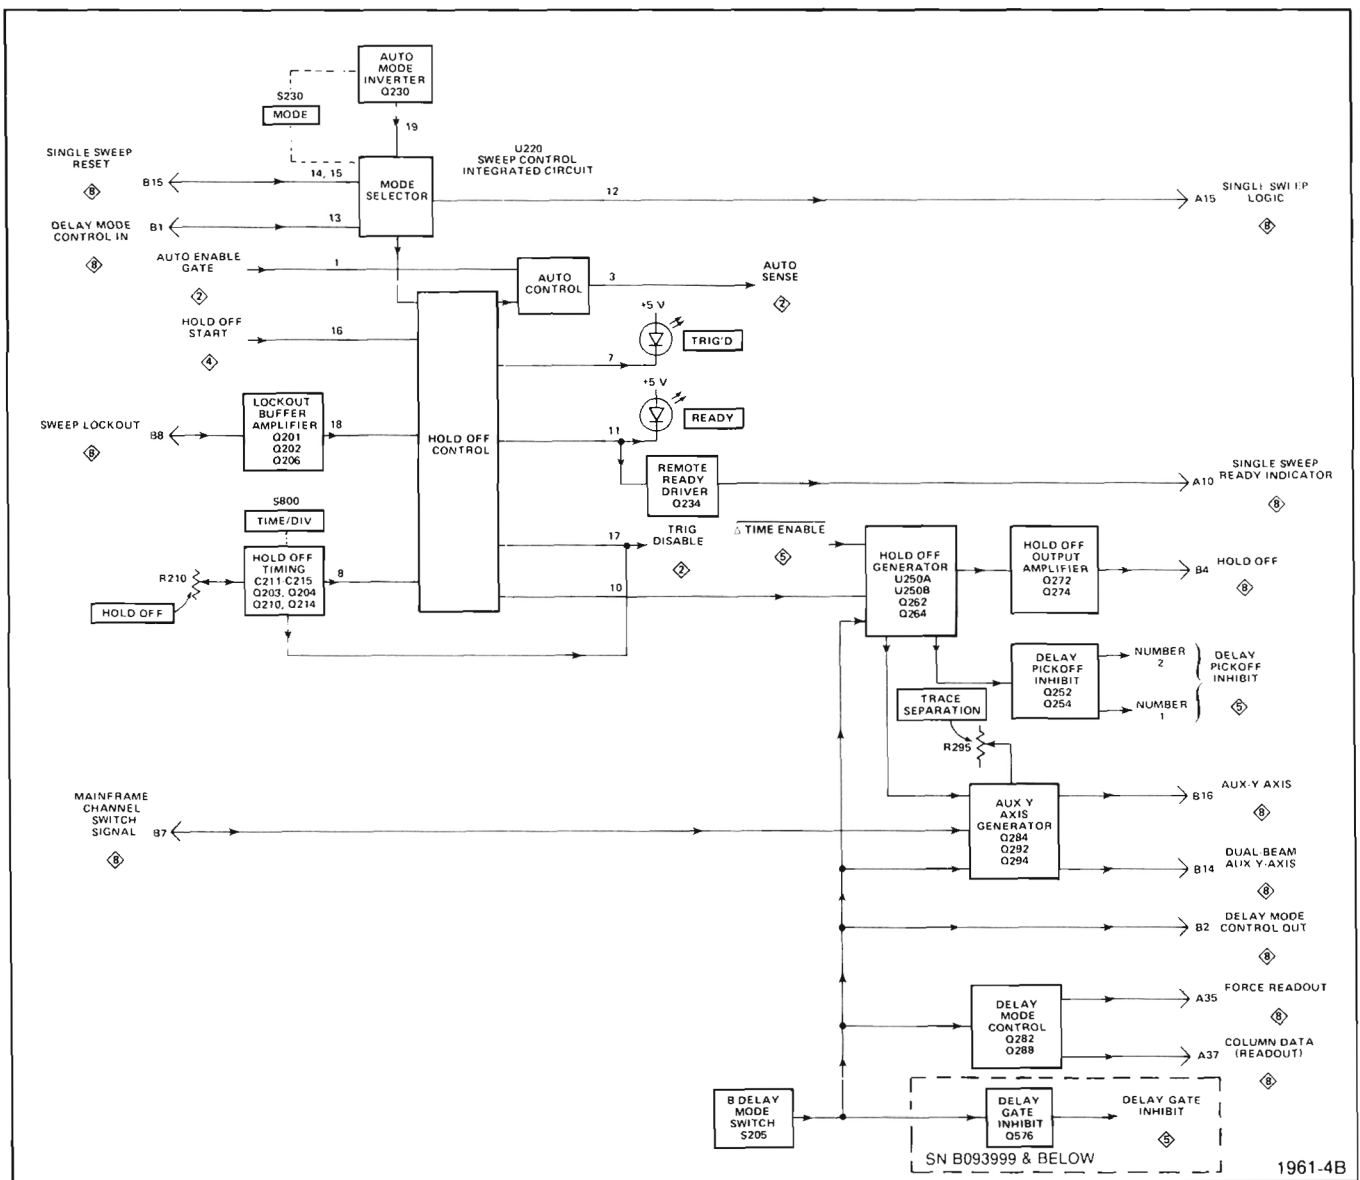 AUTO
MODE
INVERTER
Q230
S230
MODE
19
SINGLE SWEEP
RESET
8
B15
14, 15
MODE
SELECTOR
U220
SWEEP CONTROL
INTEGRATED CIRCUIT
12
A15
SINGLE SWEEP
LOGIC
8
DELAY MODE
CONTROL IN
8
B1
13
AUTO ENABLE
GATE
2
1
AUTO
CONTROL
3
AUTO
SENSE
2
HOLD OFF
START
4
16
+5 V
TRIG'D
7
SWEEP LOCKOUT
8
B8
LOCKOUT
BUFFER
AMPLIFIER
Q201
Q202
Q206
18
HOLD OFF
CONTROL
+5 V
READY
11
REMOTE
READY
DRIVER
Q234
A10
SINGLE SWEEP
READY INDICATOR
8
S800
TIME/DIV
HOLD OFF
TIMING
C211-C215
Q203, Q204
Q210, Q214
R210
HOLD OFF
8
17
TRIG
DISABLE
2
10
Δ TIME ENABLE
5
HOLD OFF
GENERATOR
U250A
U250B
Q262
Q264
HOLD OFF
OUTPUT
AMPLIFIER
Q272
Q274
B4
HOLD OFF
8
DELAY
PICKOFF
INHIBIT
Q252
Q254
NUMBER
2
NUMBER
1
DELAY
PICKOFF
INHIBIT
5
TRACE
SEPARATION
R295
MAINFRAME
CHANNEL
SWITCH
SIGNAL
8
B7
AUX Y
AXIS
GENERATOR
Q284
Q292
Q294
B16
AUX-Y AXIS
8
B14
DUAL-BEAM
AUX Y-AXIS
8
B2
DELAY MODE
CONTROL OUT
8
DELAY
MODE
CONTROL
Q282
Q288
A35
FORCE READOUT
8
A37
COLUMN DATA
(READOUT)
8
B DELAY
MODE
SWITCH
S205
DELAY
GATE
INHIBIT
Q576
DELAY GATE
INHIBIT
5
SN B093999 & BELOW
1961-4B